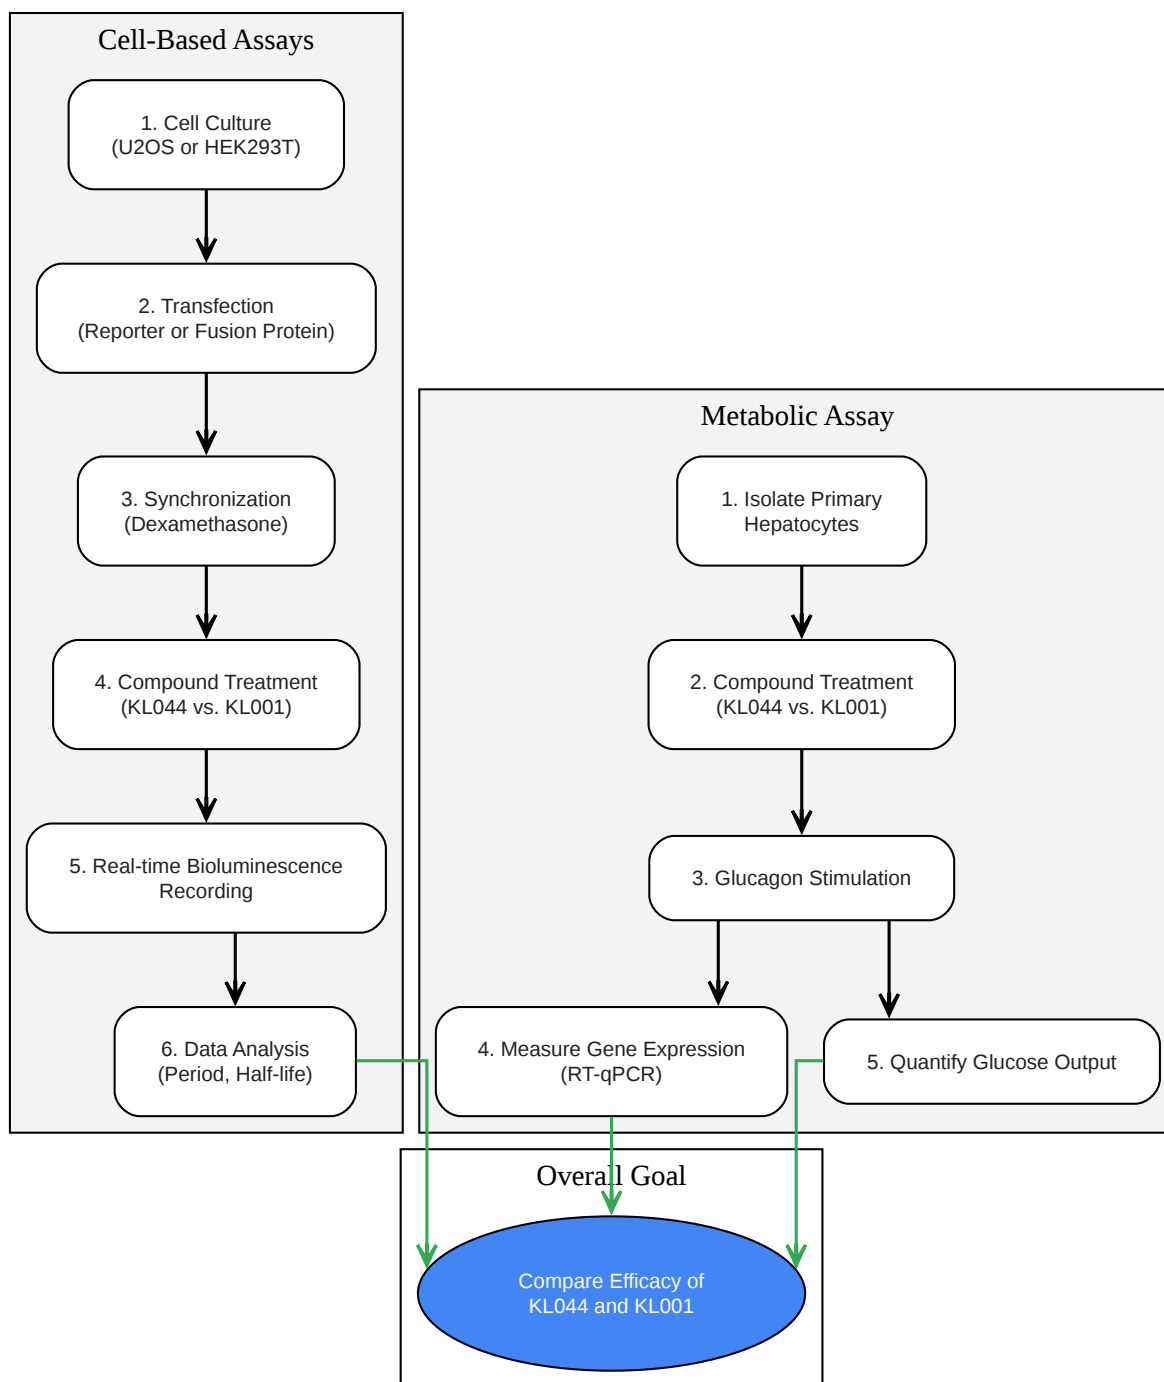 Cell-Based Assays
1. Cell Culture
(U2OS or HEK293T)
2. Transfection
(Reporter or Fusion Protein)
3. Synchronization
(Dexamethasone)
4. Compound Treatment
(KL044 vs. KL001)
5. Real-time Bioluminescence
Recording
6. Data Analysis
(Period, Half-life)
Metabolic Assay
1. Isolate Primary
Hepatocytes
2. Compound Treatment
(KL044 vs. KL001)
3. Glucagon Stimulation
4. Measure Gene Expression
(RT-qPCR)
5. Quantify Glucose Output
Overall Goal
Compare Efficacy of
KL044 and KL001